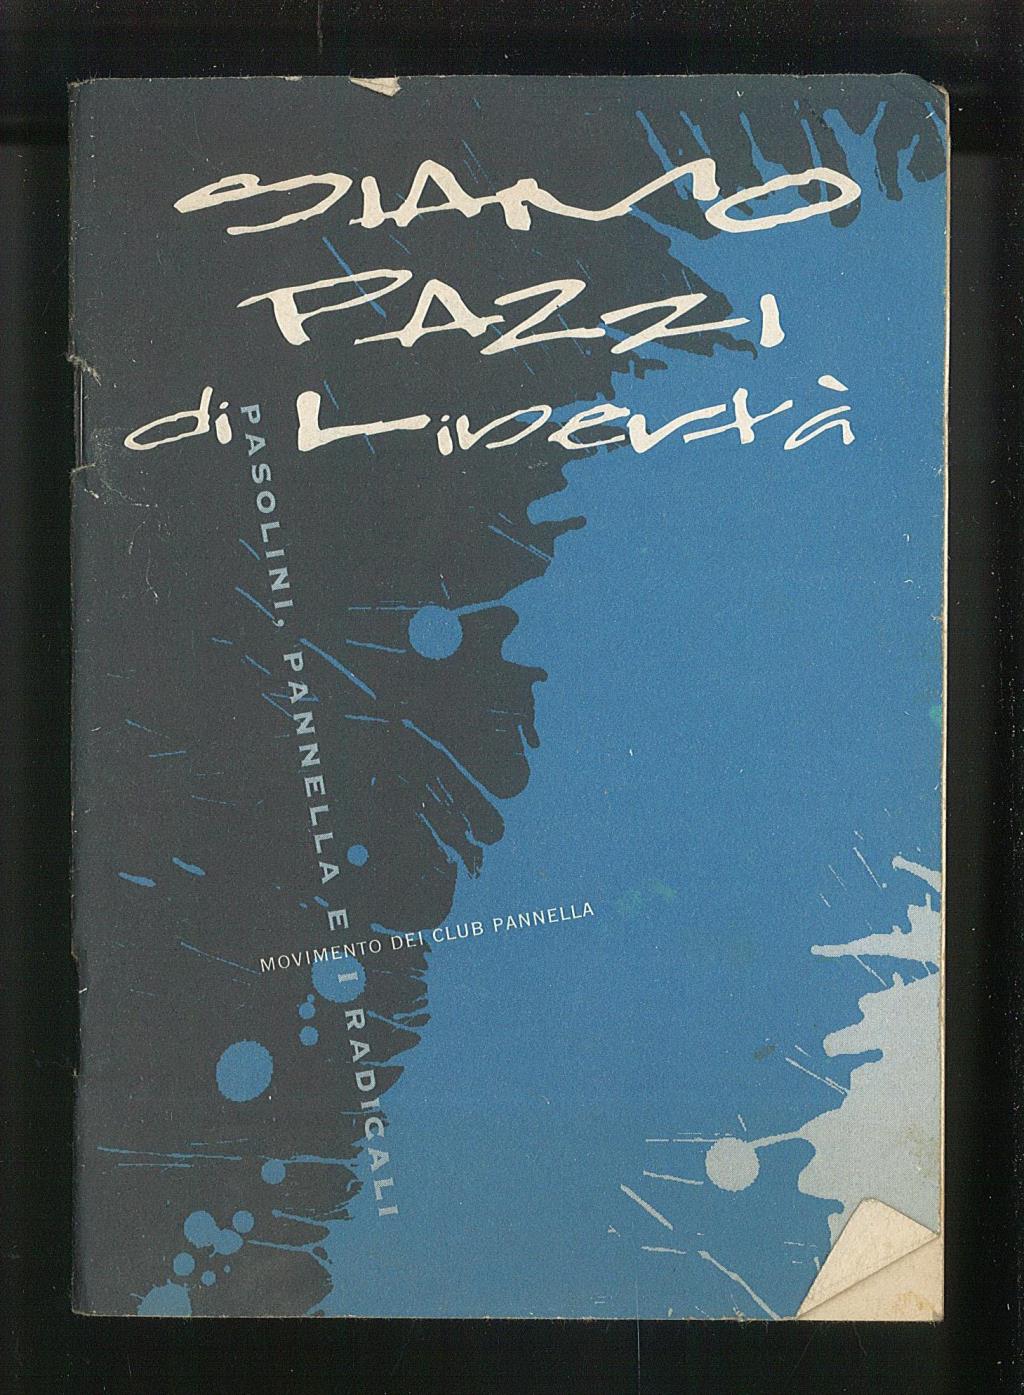 SIAMO
PAZZI
di Libertà
PASOLINI, PANNELLA E I RADICALI
MOVIMENTO DEI CLUB PANNELLA